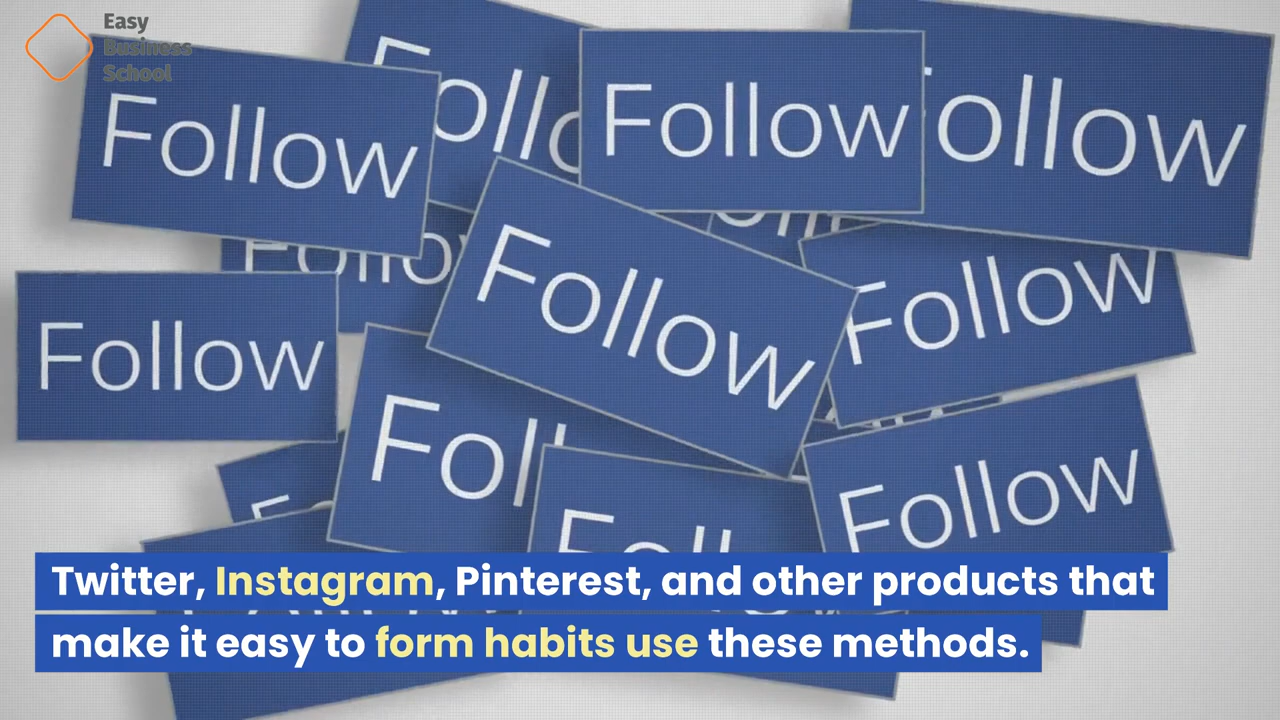 Easy
Business
School
Follow
Follow
ollow
Follow
Follow
Follow
Follow
Follow
Twitter, Instagram, Pinterest, and other products that
make it easy to form habits use these methods.